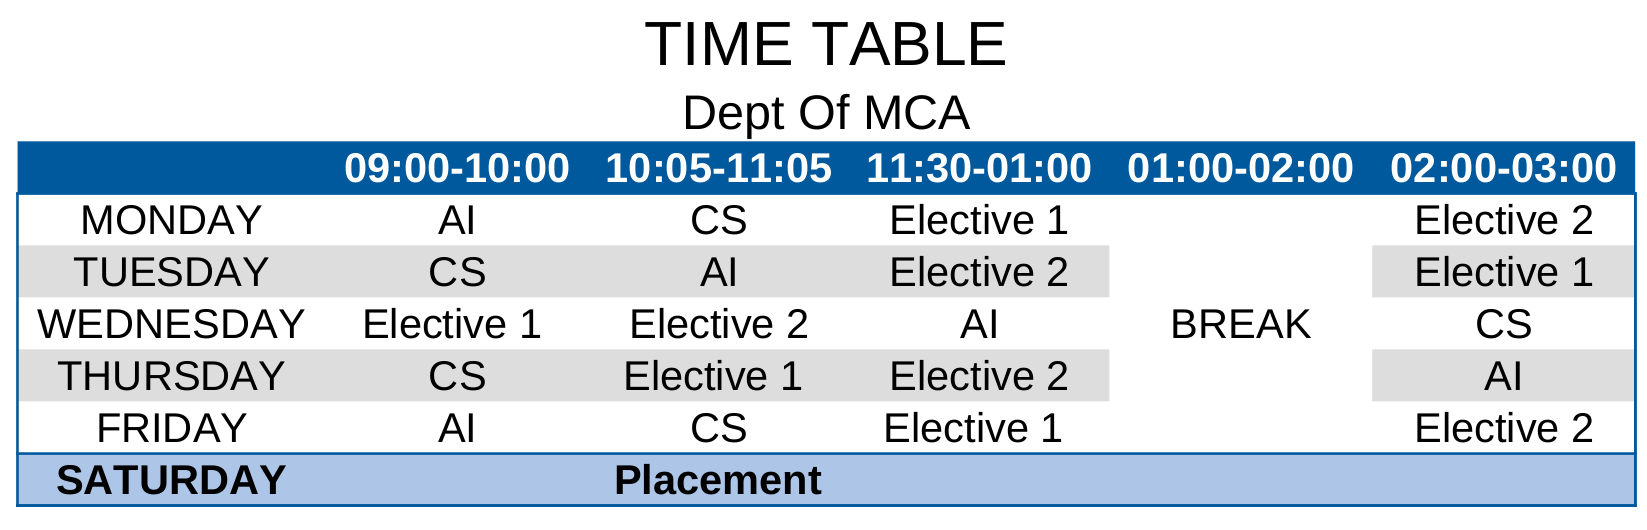 TIME TABLE
Dept Of MCA
09:00-10:00 10:05-11:05 11:30-01:00 01:00-02:00 02:00-03:00
MONDAY AI CS Elective 1 Elective 2
TUESDAY CS AI Elective 2 Elective 1
WEDNESDAY Elective 1 Elective 2 AI BREAK CS
THURSDAY CS Elective 1 Elective 2 AI
FRIDAY AI CS Elective 1 Elective 2
SATURDAY Placement